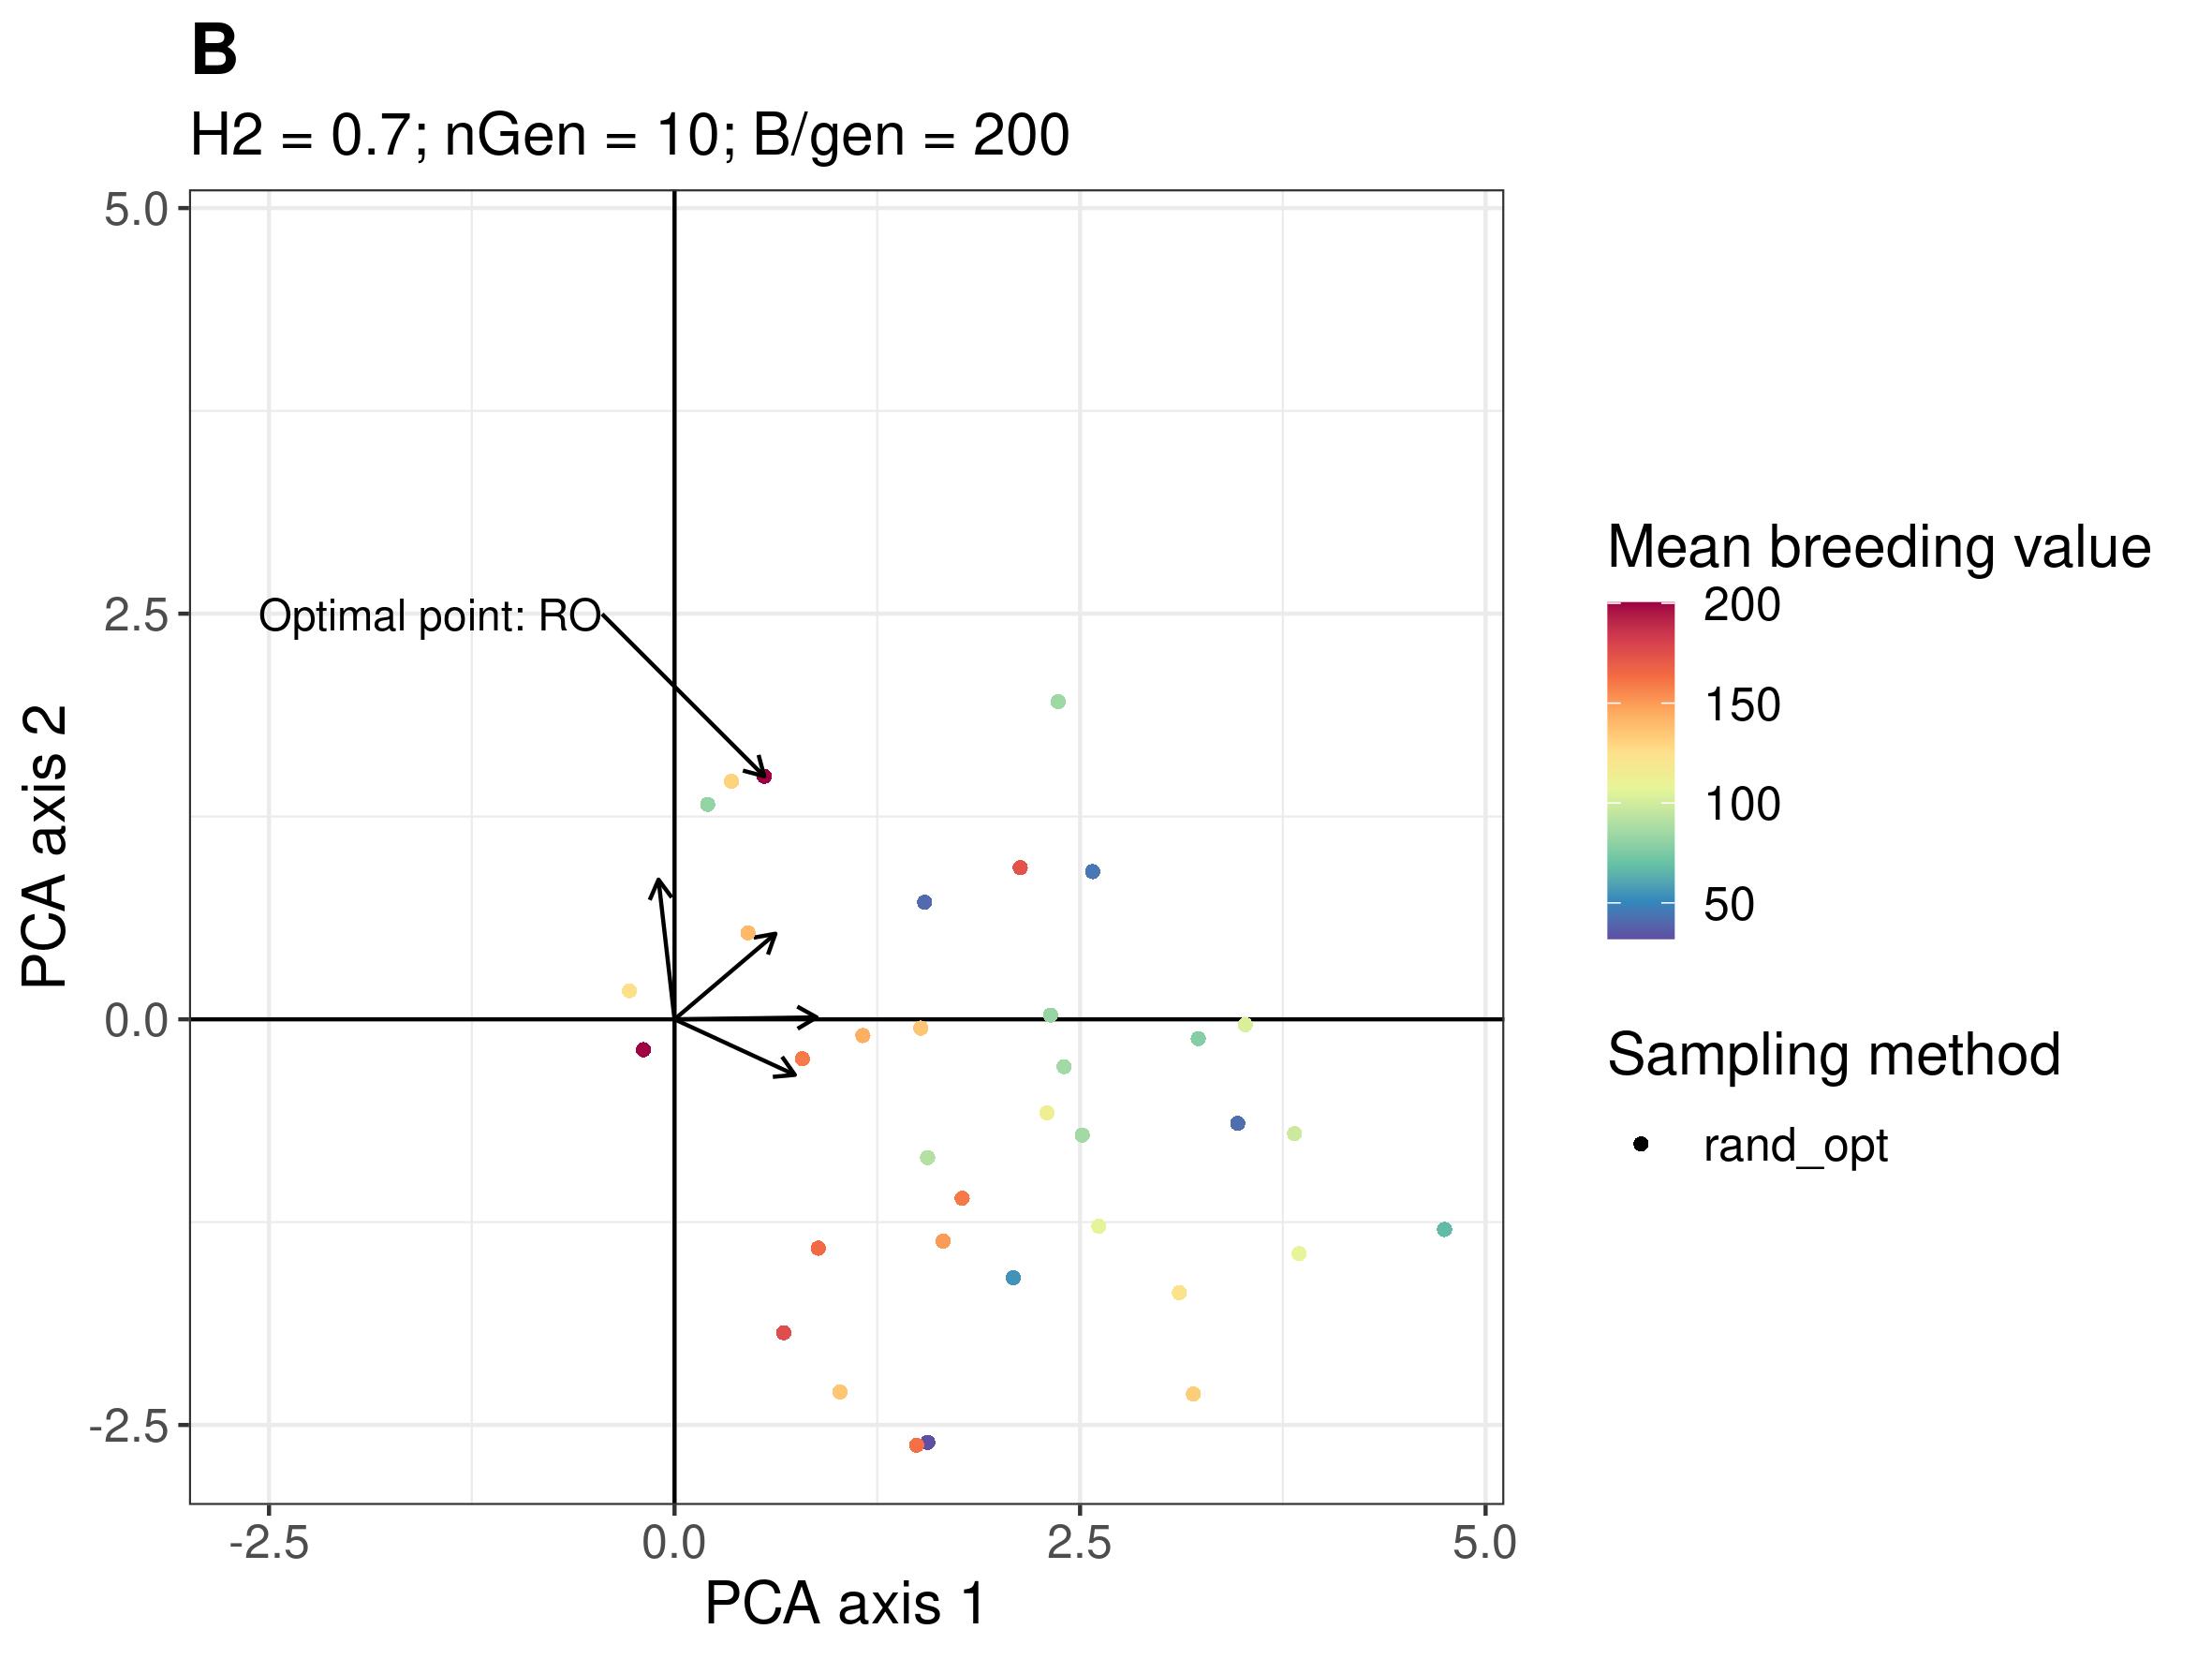 B
H2 = 0.7; nGen = 10; B/gen = 200
5.0
2.5
0.0
-2.5
PCA axis 2
Optimal point: RO
-2.5
0.0
2.5
5.0
PCA axis 1
Mean breeding value
200
150
100
50
Sampling method
rand_opt